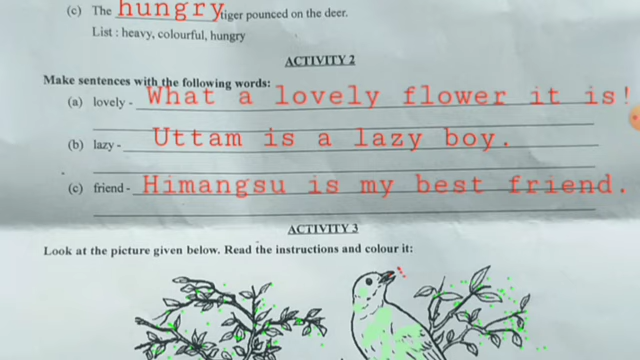 (c) The hungry tiger pounced on the deer.
List : heavy, colourful, hungry
ACTIVITY 2
Make sentences with the following words:
(a) lovely - What a lovely flower it is!
(b) lazy - Uttam is a lazy boy.
(c) friend - Himangsu is my best friend.
ACTIVITY 3
Look at the picture given below. Read the instructions and colour it: